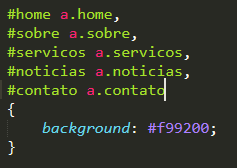 #home a.home,
#sobre a.sobre,
#servicos a.servicos,
#noticias a.noticias,
#contato a.contato
{
    background: #f99200;
}